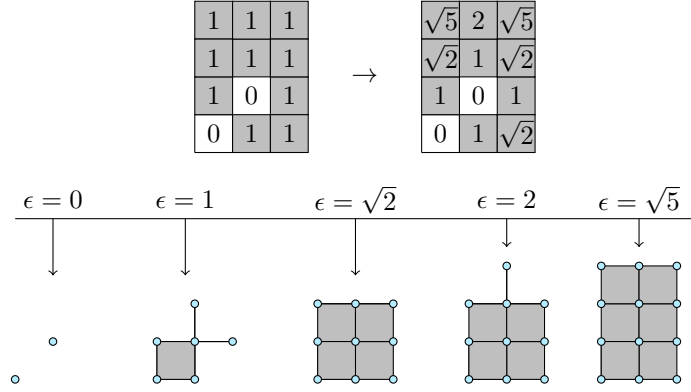 1 1 1 √5 2 √5
1 1 1 √2 1 √2
1 0 1 → 1 0 1
0 1 1 0 1 √2
ϵ = 0 ϵ = 1 ϵ = √2 ϵ = 2 ϵ = √5